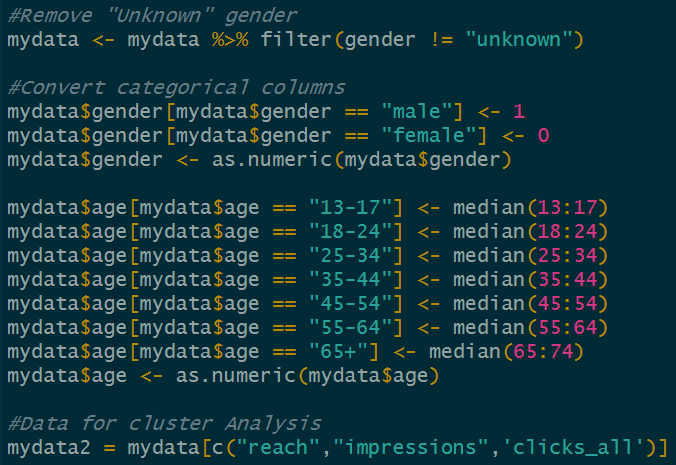 #Remove "Unknown" gender
mydata <- mydata %>% filter(gender != "unknown")
#Convert categorical columns
mydata$gender[mydata$gender == "male"] <- 1
mydata$gender[mydata$gender == "female"] <- 0
mydata$gender <- as.numeric(mydata$gender)
mydata$age[mydata$age == "13-17"] <- median(13:17)
mydata$age[mydata$age == "18-24"] <- median(18:24)
mydata$age[mydata$age == "25-34"] <- median(25:34)
mydata$age[mydata$age == "35-44"] <- median(35:44)
mydata$age[mydata$age == "45-54"] <- median(45:54)
mydata$age[mydata$age == "55-64"] <- median(55:64)
mydata$age[mydata$age == "65+"] <- median(65:74)
mydata$age <- as.numeric(mydata$age)
#Data for cluster Analysis
mydata2 = mydata[c("reach","impressions",'clicks_all')]